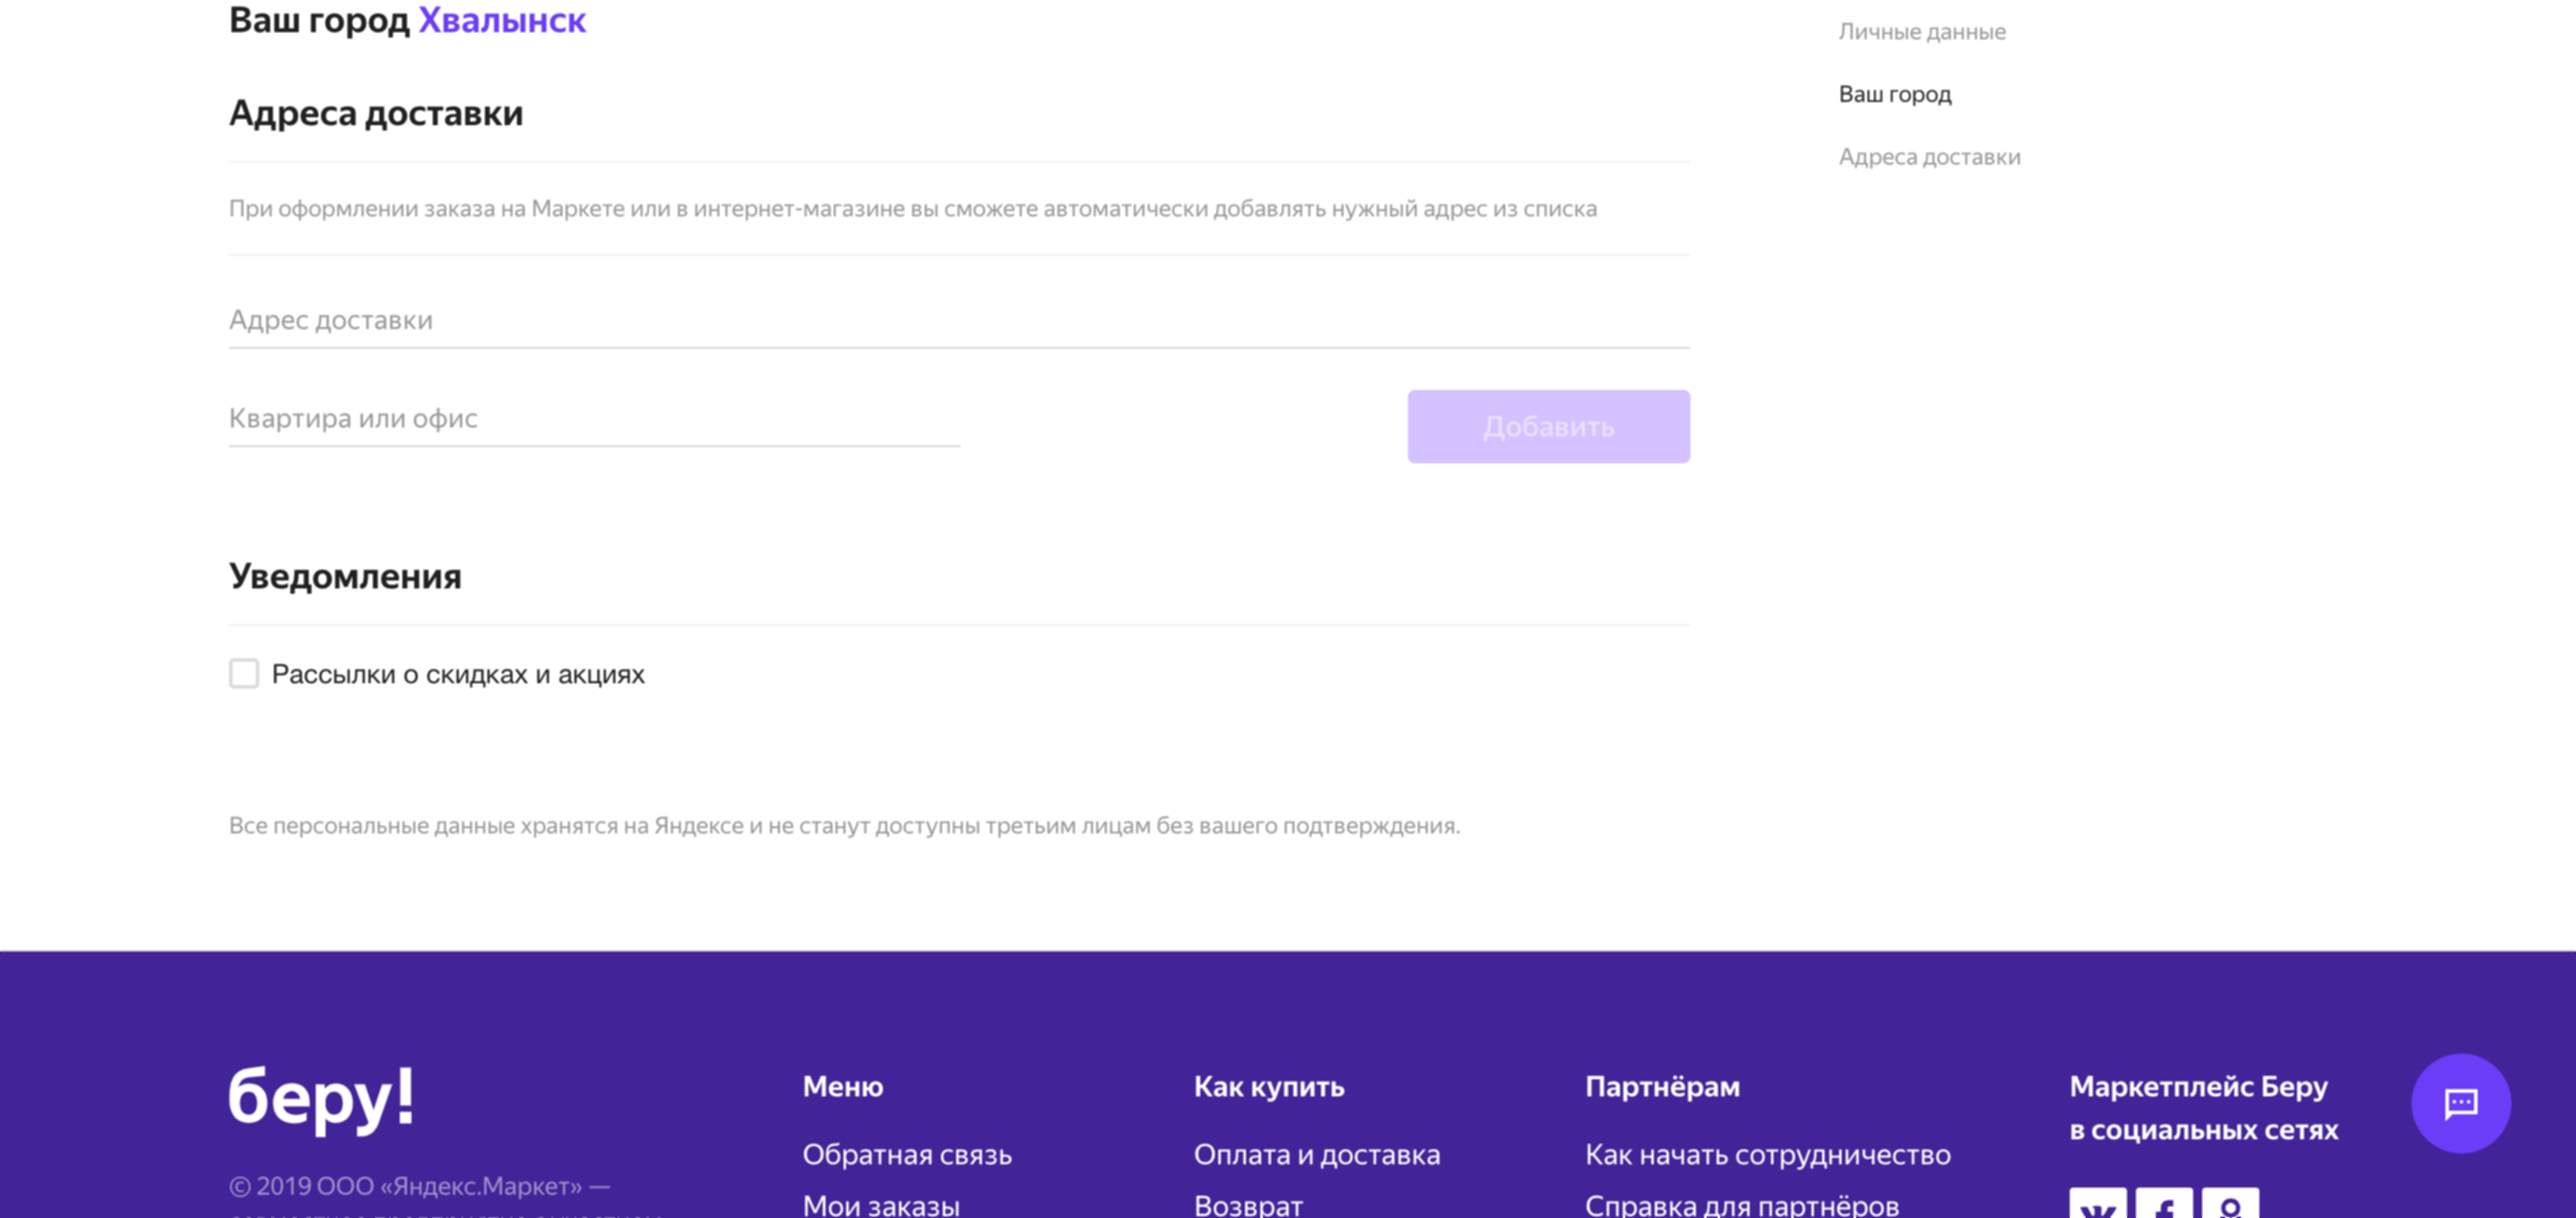 Ваш город Хвалынск
Адреса доставки
При оформлении заказа на Маркете или в интернет-магазине вы сможете автоматически добавлять нужный адрес из списка
Адрес доставки
Квартира или офис
Добавить
Уведомления
Рассылки о скидках и акциях
Все персональные данные хранятся на Яндексе и не станут доступны третьим лицам без вашего подтверждения.
Личные данные
Ваш город
Адреса доставки
беру!
© 2019 ООО «Яндекс.Маркет» —
Меню
Обратная связь
Мои заказы
Как купить
Оплата и доставка
Возврат
Партнёрам
Как начать сотрудничество
Справка для партнёров
Маркетплейс Беру
в социальных сетях